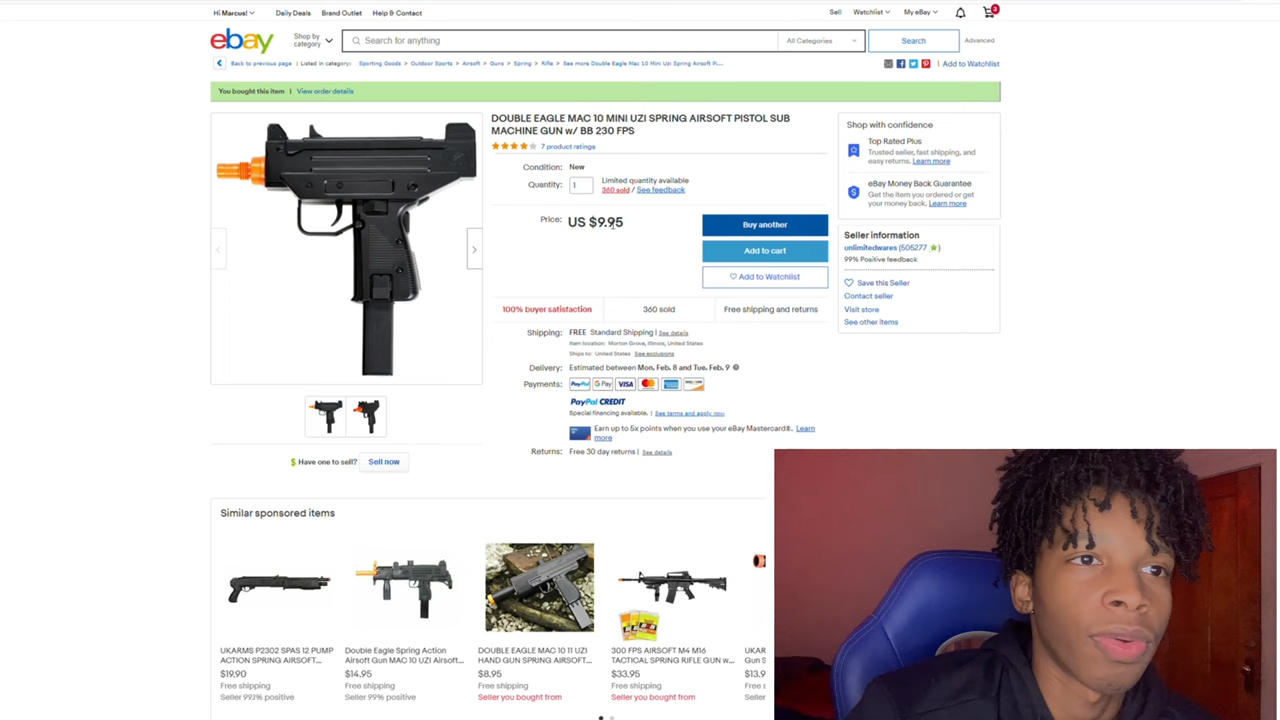 Hi Marcus!
Daily Deals
Brand Outlet
Help & Contact
Sell
Watchlist
My eBay
3
ebay
Shop by
category
Search for anything
All Categories
Search
Advanced
Back to previous page | Listed in category:
Sporting Goods > Outdoor Sports > Airsoft > Guns > Spring > Rifle > See more Double Eagle Mac 10 Mini Uzi Spring Airsoft Pi...
| Add to Watchlist
You bought this item | View order details
DOUBLE EAGLE MAC 10 MINI UZI SPRING AIRSOFT PISTOL SUB
MACHINE GUN w/ BB 230 FPS
7 product ratings
Condition: New
Quantity: 1
Limited quantity available
360 sold / See feedback
Price: US $9.95
Buy another
Add to cart
Add to Watchlist
100% buyer satisfaction
360 sold
Free shipping and returns
Shipping: FREE Standard Shipping | See details
Item location: Morton Grove, Illinois, United States
Ships to: United States See exclusions
Delivery: Estimated between Mon. Feb. 8 and Tue. Feb. 9
Payments: PayPal G Pay VISA
PayPal CREDIT
Special financing available. | See terms and apply now
Earn up to 5x points when you use your eBay Mastercard®. Learn
more
Returns: Free 30 day returns | See details
Shop with confidence
Top Rated Plus
Trusted seller, fast shipping, and
easy returns. Learn more
eBay Money Back Guarantee
Get the item you ordered or get
your money back. Learn more
Seller information
unlimitedwares (505277)
99% Positive feedback
Save this Seller
Contact seller
Visit store
See other items
$ Have one to sell? Sell now
Similar sponsored items
UKARMS P2302 SPAS 12 PUMP
ACTION SPRING AIRSOFT...
$19.90
Free shipping
Seller 99.1% positive
Double Eagle Spring Action
Airsoft Gun MAC 10 UZI Airsoft...
$14.95
Free shipping
Seller 99% positive
DOUBLE EAGLE MAC 10 11 UZI
HAND GUN SPRING AIRSOFT...
$8.95
Free shipping
Seller you bought from
300 FPS AIRSOFT M4 M16
TACTICAL SPRING RIFLE GUN w...
$33.95
Free shipping
Seller you bought from
UKAR
Gun S
$13.9
Free s
Seller